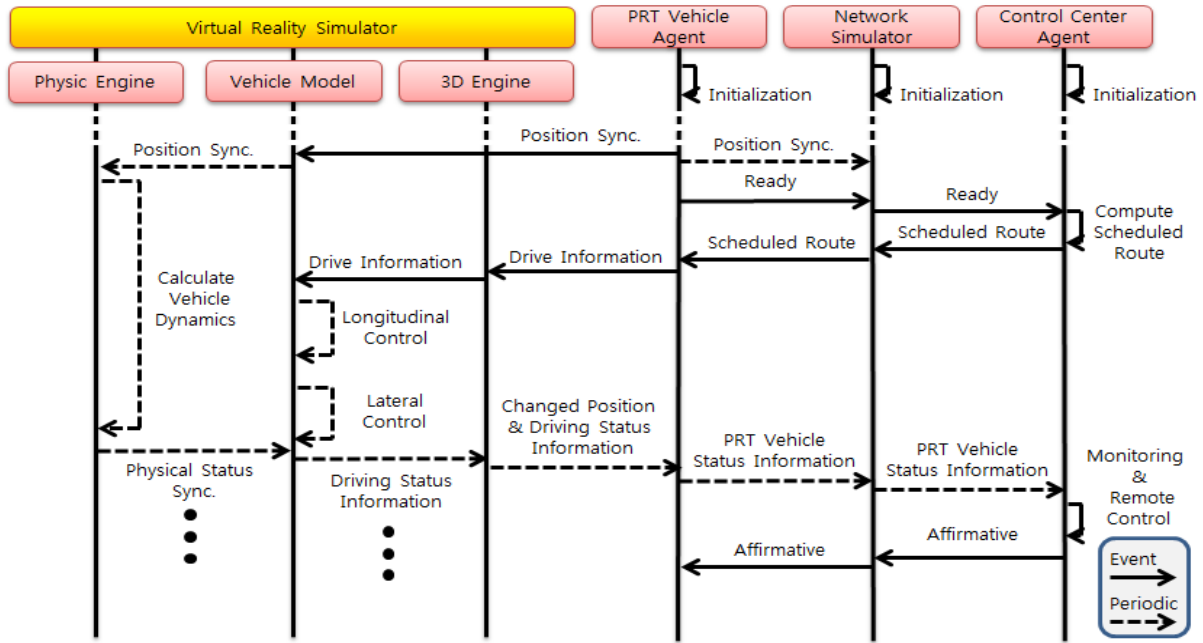 Virtual Reality Simulator
PRT Vehicle
Agent
Network
Simulator
Control Center
Agent
Physic Engine
Vehicle Model
3D Engine
Initialization
Initialization
Initialization
Position Sync.
Position Sync.
Position Sync.
Ready
Ready
Compute
Scheduled
Route
Scheduled Route
Scheduled Route
Drive Information
Drive Information
Calculate
Vehicle
Dynamics
Longitudinal
Control
Lateral
Control
Changed Position
& Driving Status
Information
PRT Vehicle
Status Information
PRT Vehicle
Status Information
Monitoring
&
Remote
Control
Physical Status
Sync.
Driving Status
Information
Affirmative
Affirmative
Event
Periodic